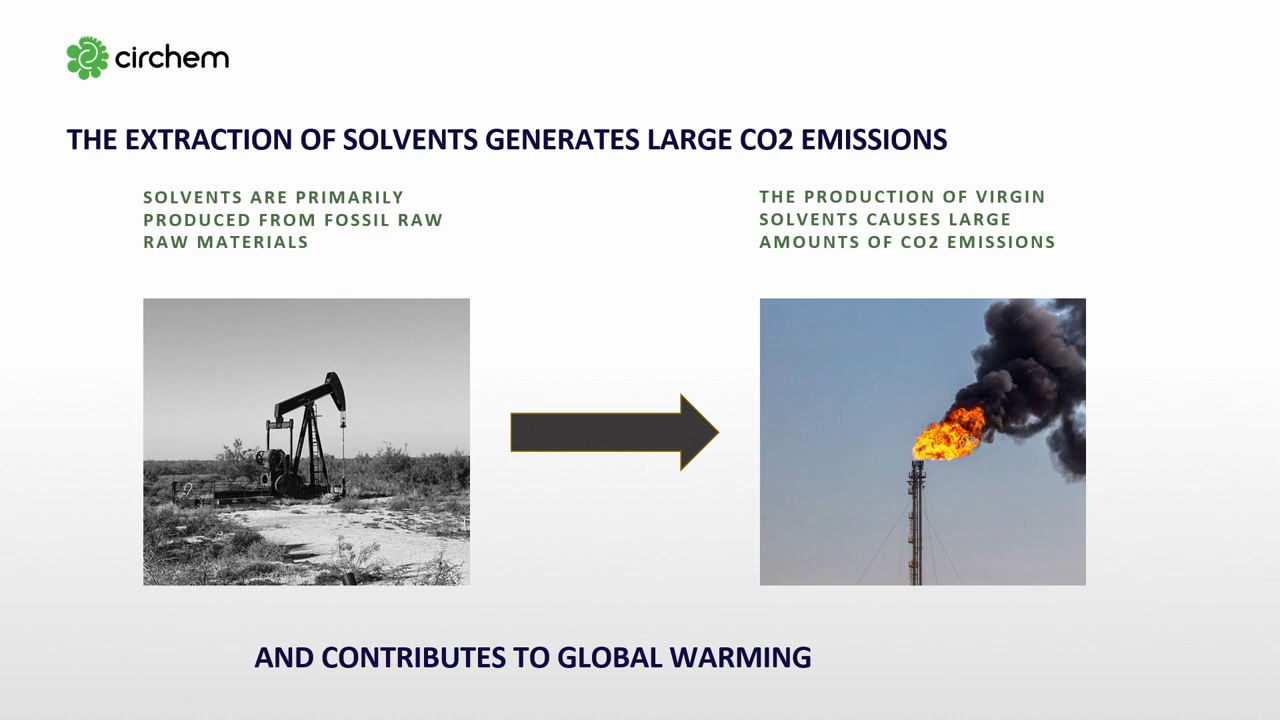 circhem
THE EXTRACTION OF SOLVENTS GENERATES LARGE CO2 EMISSIONS
SOLVENTS ARE PRIMARILY
PRODUCED FROM FOSSIL RAW
RAW MATERIALS
THE PRODUCTION OF VIRGIN
SOLVENTS CAUSES LARGE
AMOUNTS OF CO2 EMISSIONS
AND CONTRIBUTES TO GLOBAL WARMING